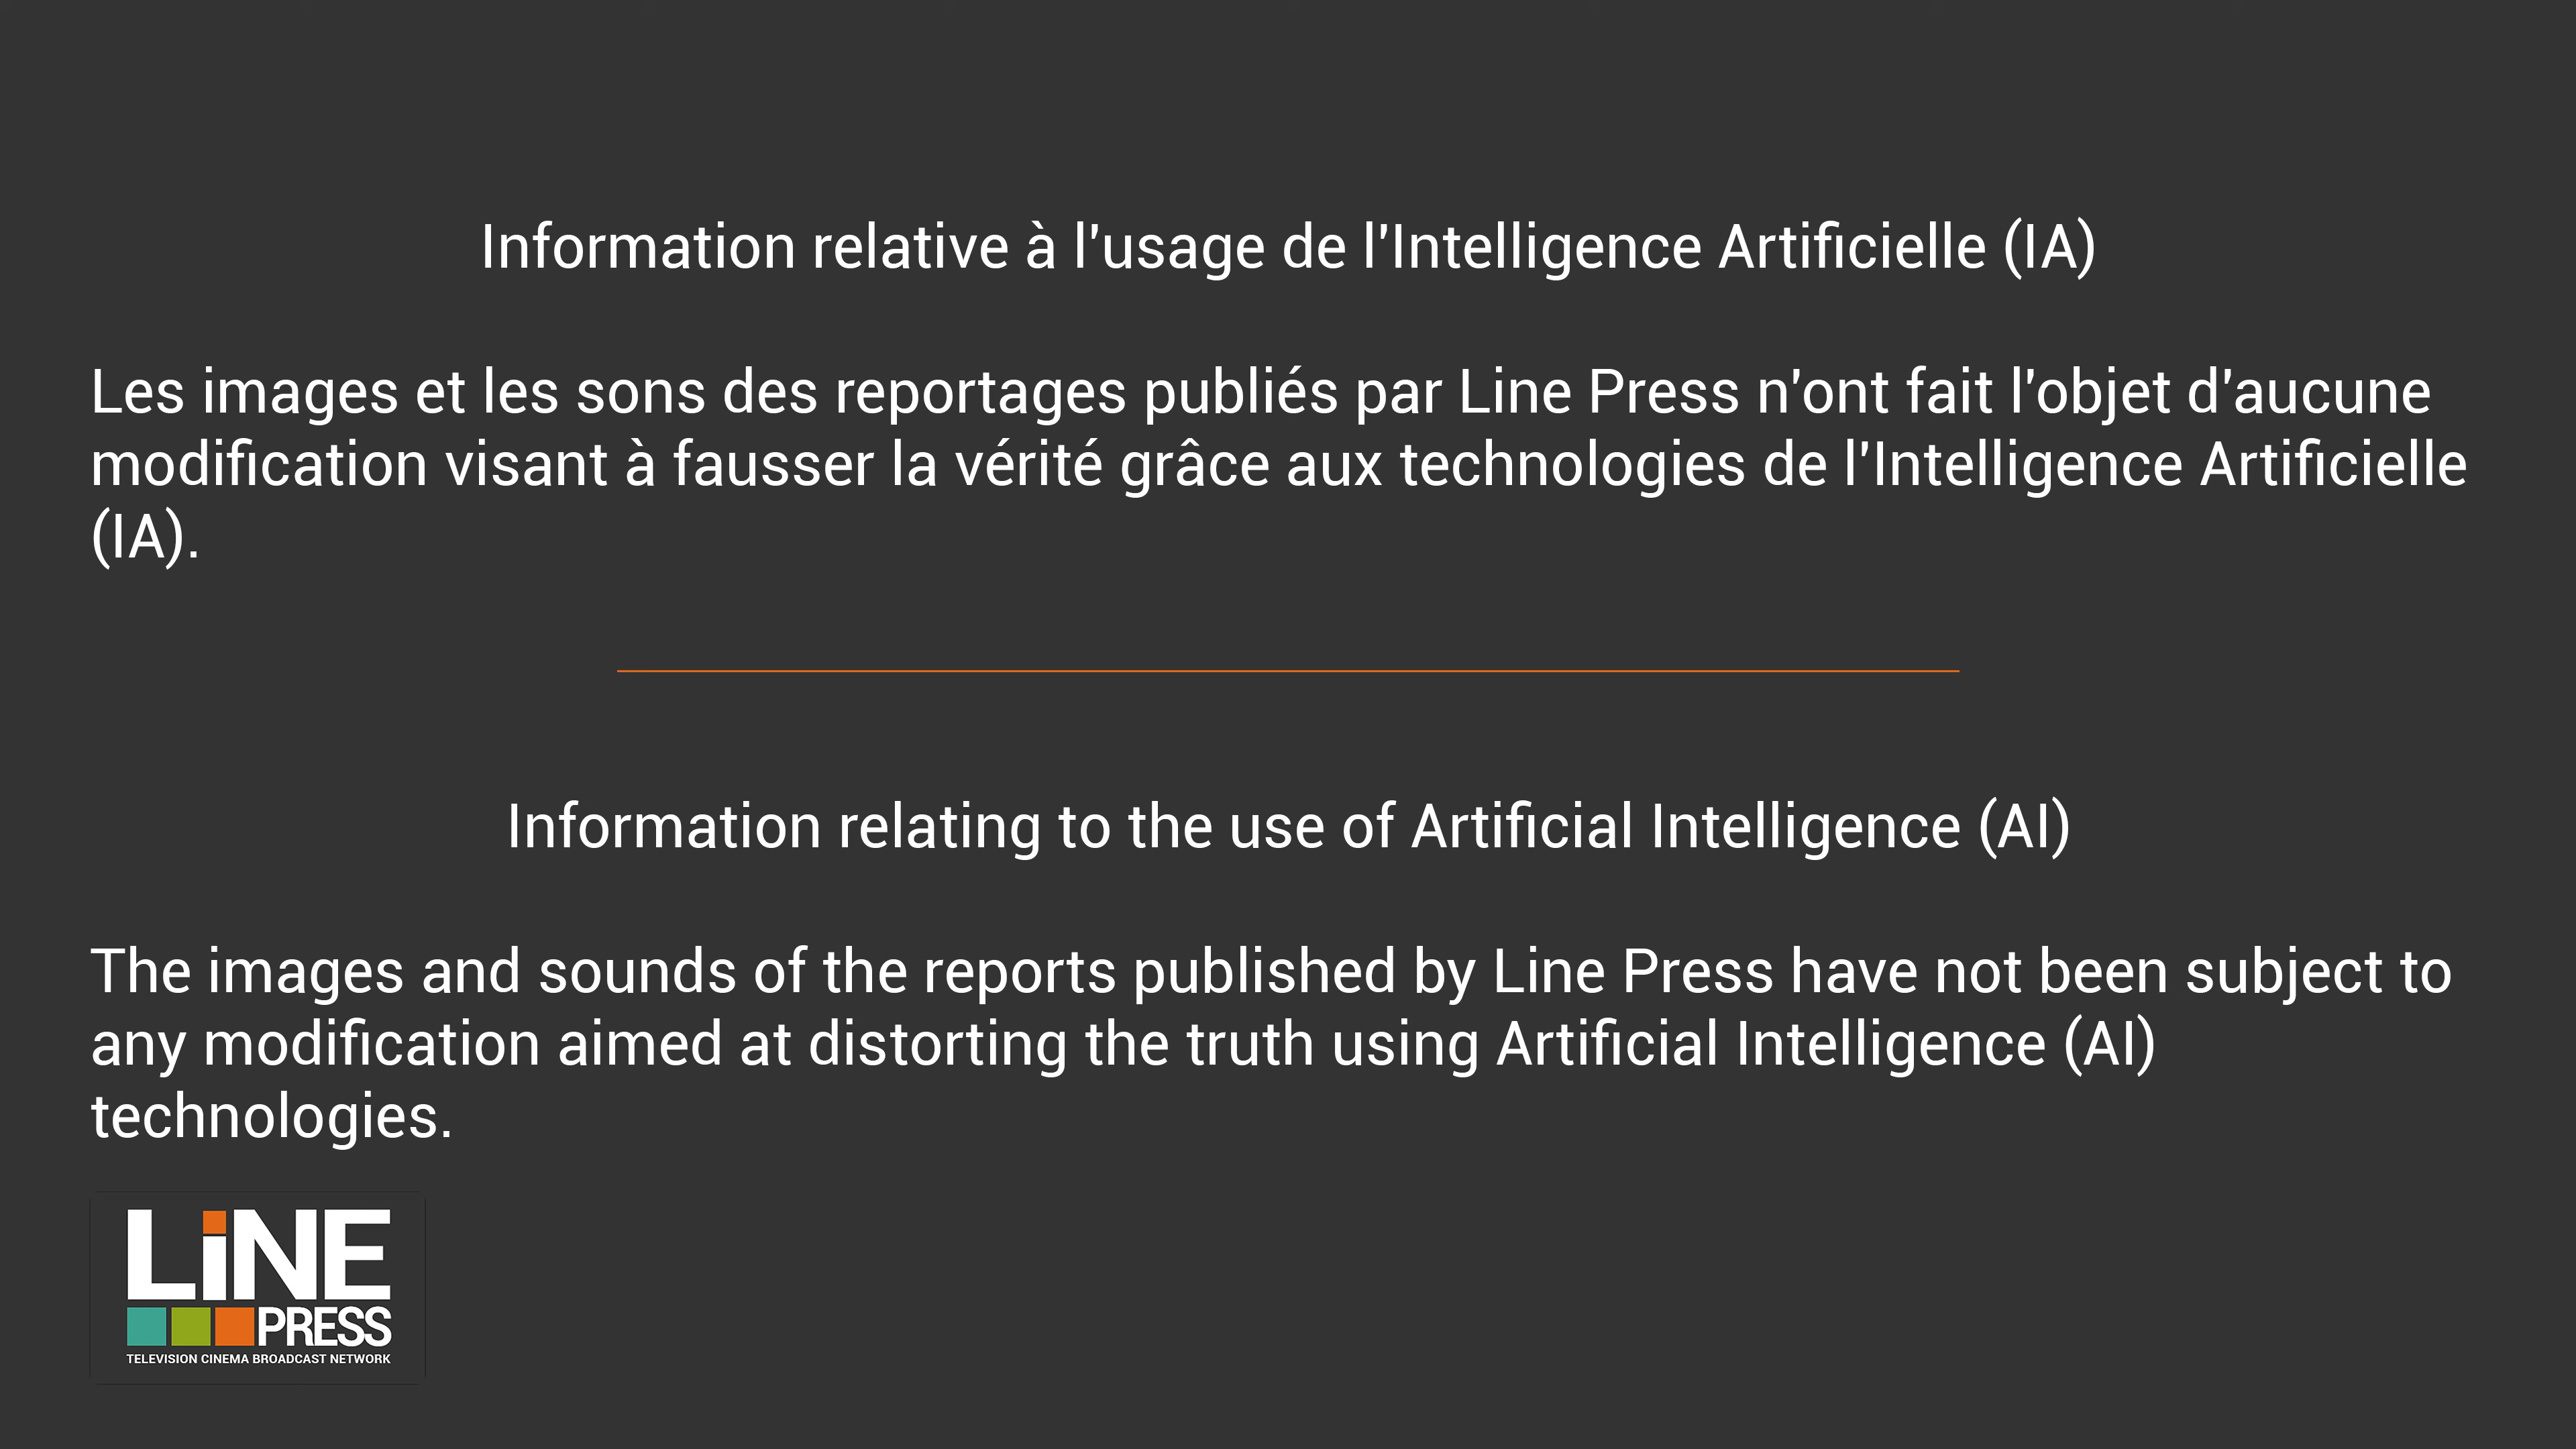 Information relative à l'usage de l'Intelligence Artificielle (IA)
Les images et les sons des reportages publiés par Line Press n'ont fait l'objet d'aucune
modification visant à fausser la vérité grâce aux technologies de l'Intelligence Artificielle
(IA).
Information relating to the use of Artificial Intelligence (AI)
The images and sounds of the reports published by Line Press have not been subject to
any modification aimed at distorting the truth using Artificial Intelligence (AI)
technologies.
LiNE
PRESS
TELEVISION CINEMA BROADCAST NETWORK